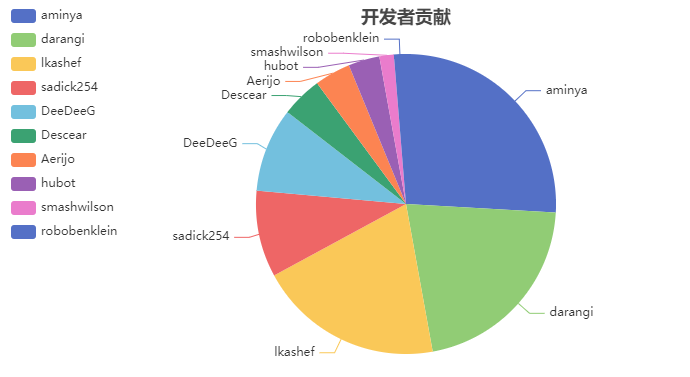 开发者贡献
aminya
darangi
lkashef
sadick254
DeeDeeG
Descear
Aerijo
hubot
smashwilson
robobenklein
robobenklein
smashwilson
hubot
Aerijo
Descear
DeeDeeG
sadick254
lkashef
aminya
darangi